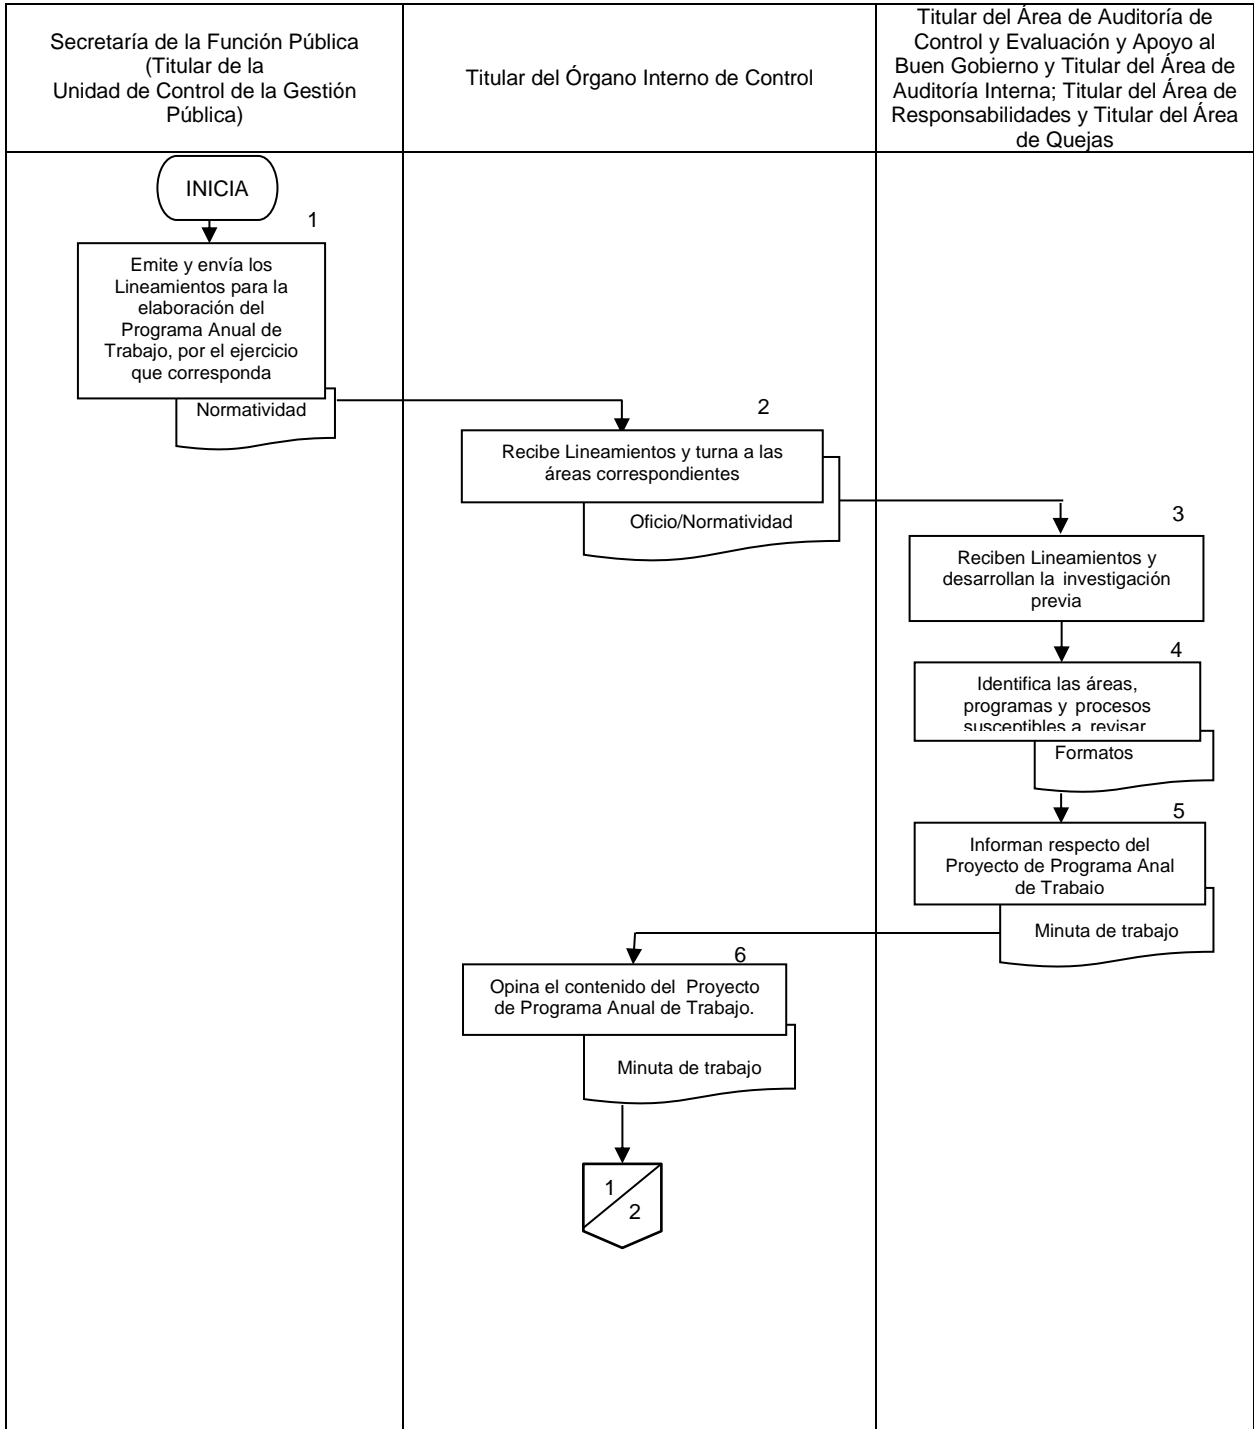 Secretaría de la Función Pública
(Titular de la
Unidad de Control de la Gestión
Pública)
Titular del Órgano Interno de Control
Titular del Área de Auditoría de
Control y Evaluación y Apoyo al
Buen Gobierno y Titular del Área de
Auditoría Interna; Titular del Área de
Responsabilidades y Titular del Área
de Quejas
INICIA
1
Emite y envía los
Lineamientos para la
elaboración del
Programa Anual de
Trabajo, por el ejercicio
que corresponda
Normatividad
2
Recibe Lineamientos y turna a las
áreas correspondientes
Oficio/Normatividad
3
Reciben Lineamientos y
desarrollan la investigación
previa
4
Identifica las áreas,
programas y procesos
susceptibles a revisar
Formatos
5
Informan respecto del
Proyecto de Programa Anal
de Trabajo
Minuta de trabajo
6
Opina el contenido del Proyecto
de Programa Anual de Trabajo.
Minuta de trabajo
1
2